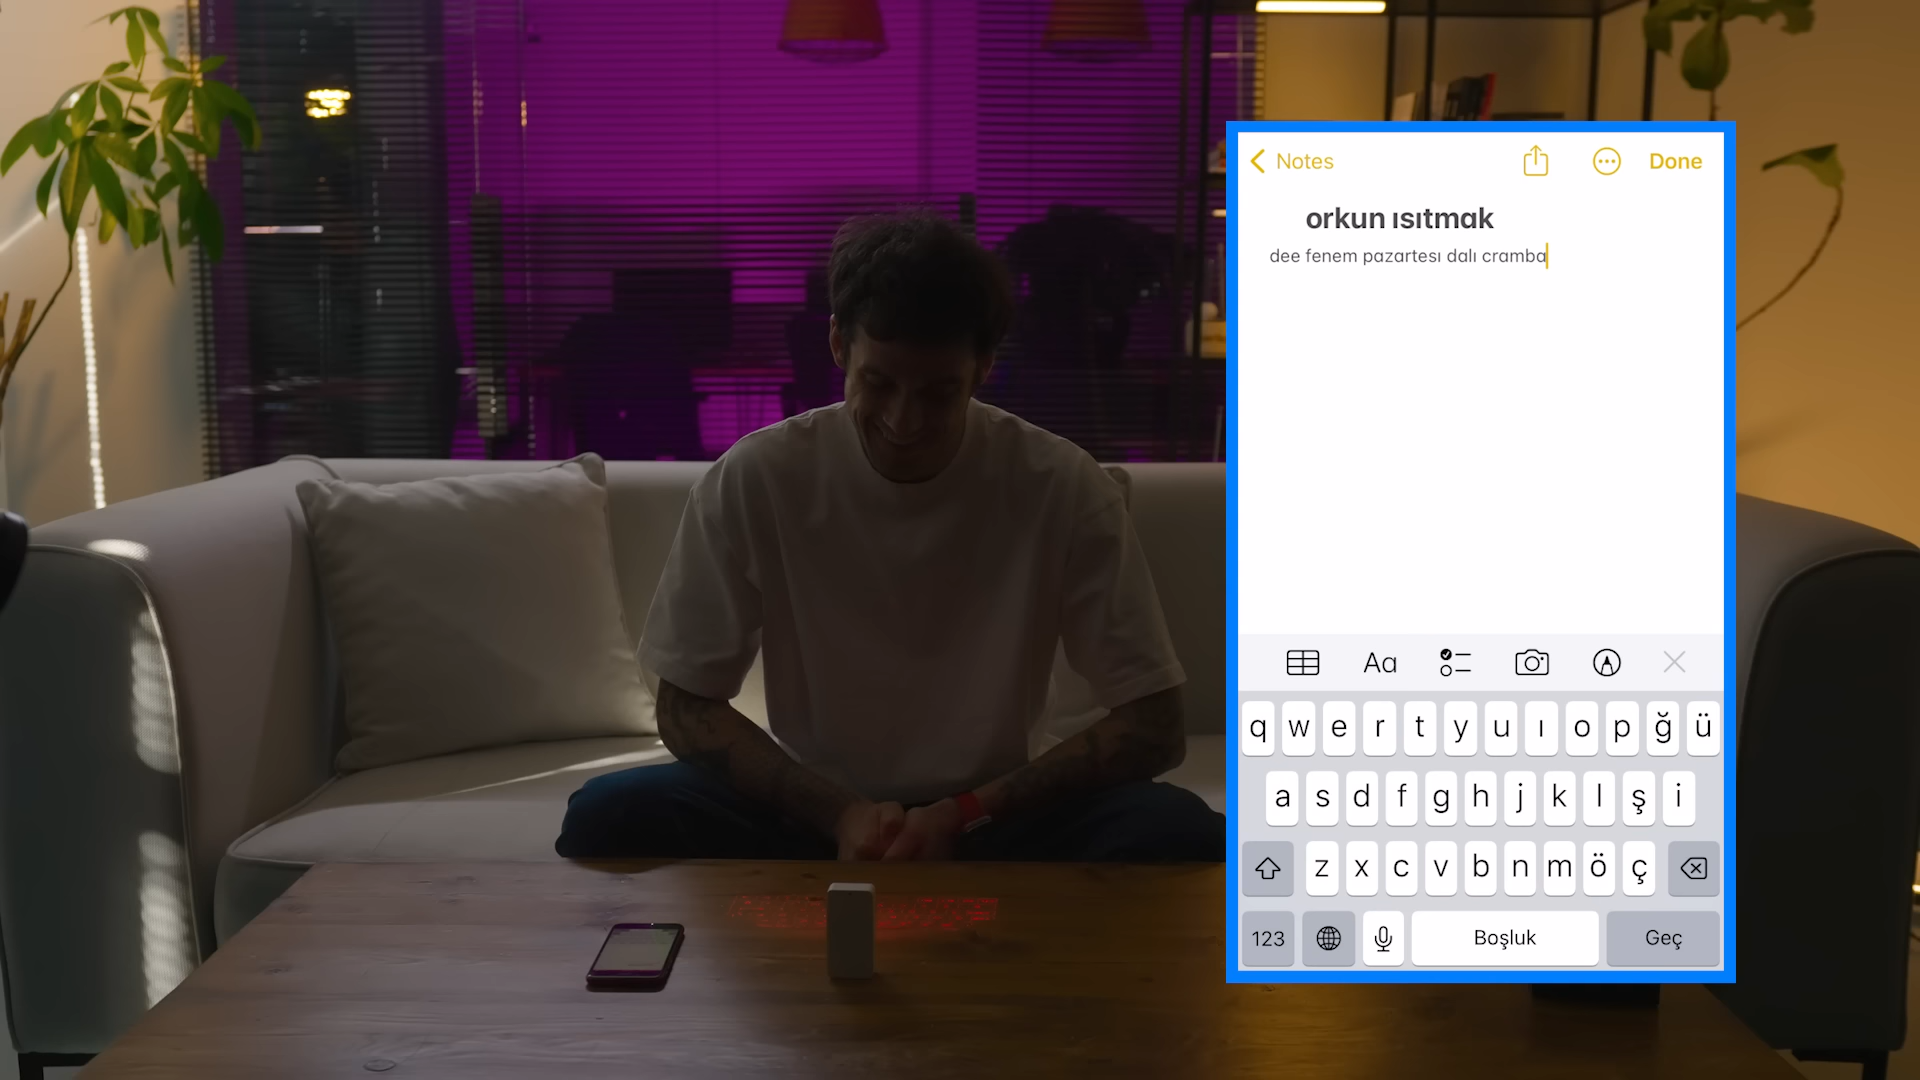 Notes
Done
orkun ısıtmak
dee fenem pazartesı dalı cramba
Aa
q w e r t y u ı o p ğ ü
a s d f g h j k l ş i
z x c v b n m ö ç
123 Boşluk Geç